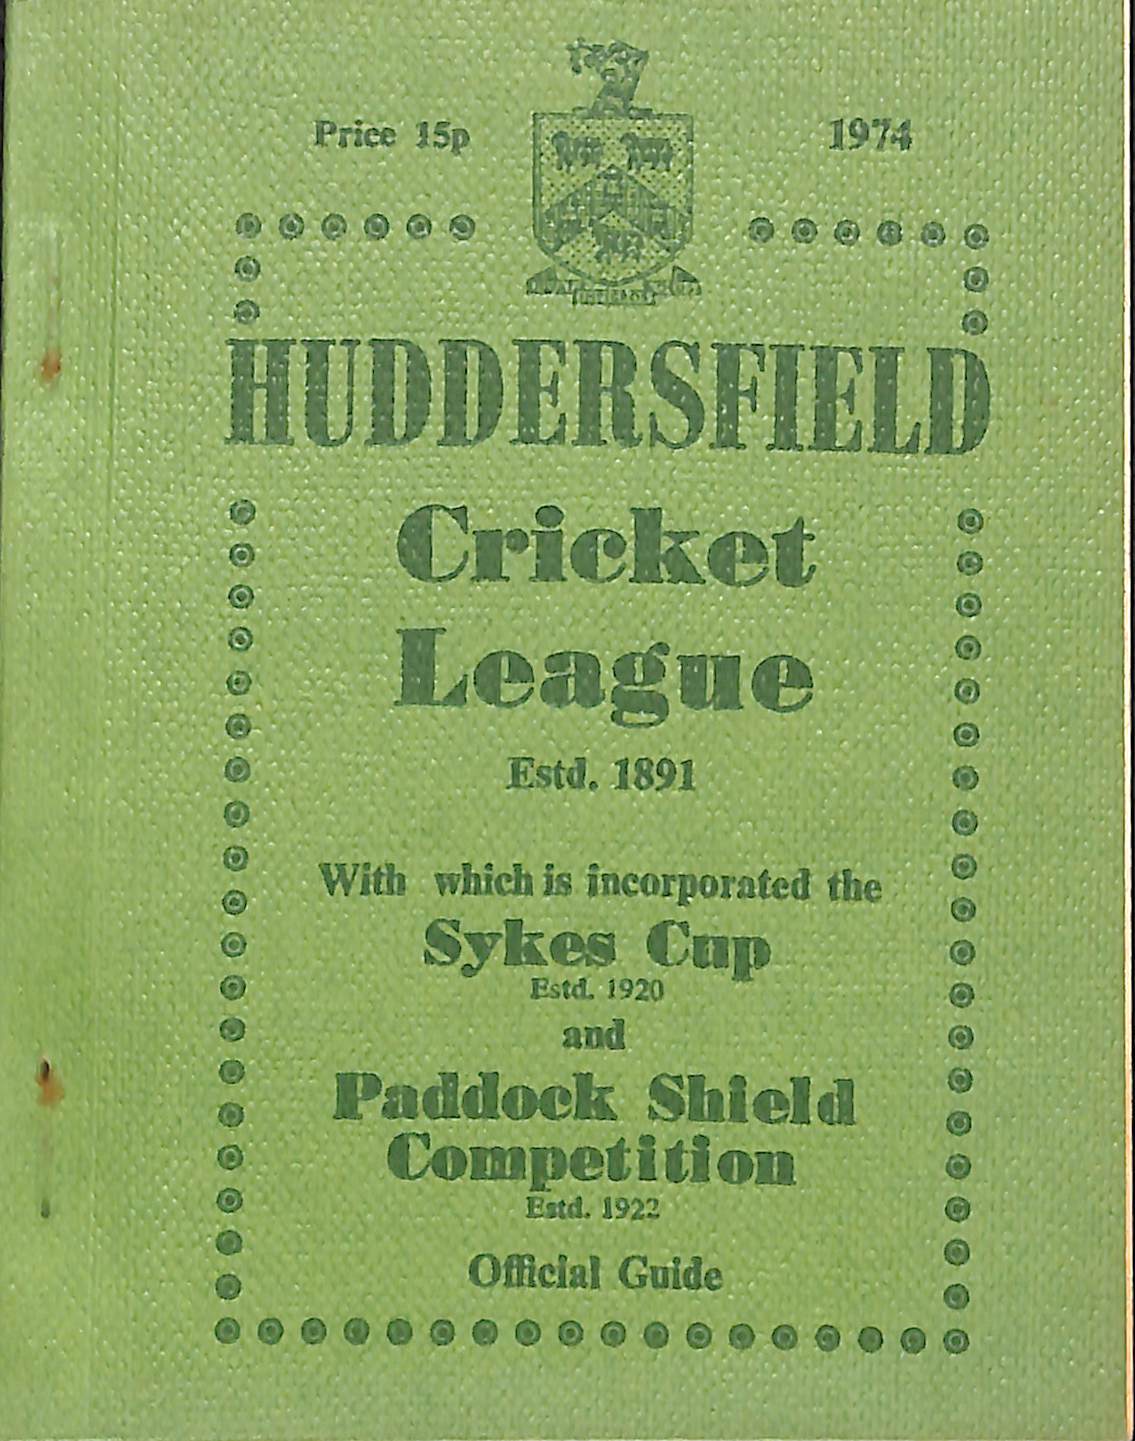 Price 15p
1974
HUDDERSFIELD
Cricket
League
Estd. 1891
With which is incorporated the
Sykes Cup
Estd. 1920
and
Paddock Shield
Competition
Estd. 1922
Official Guide